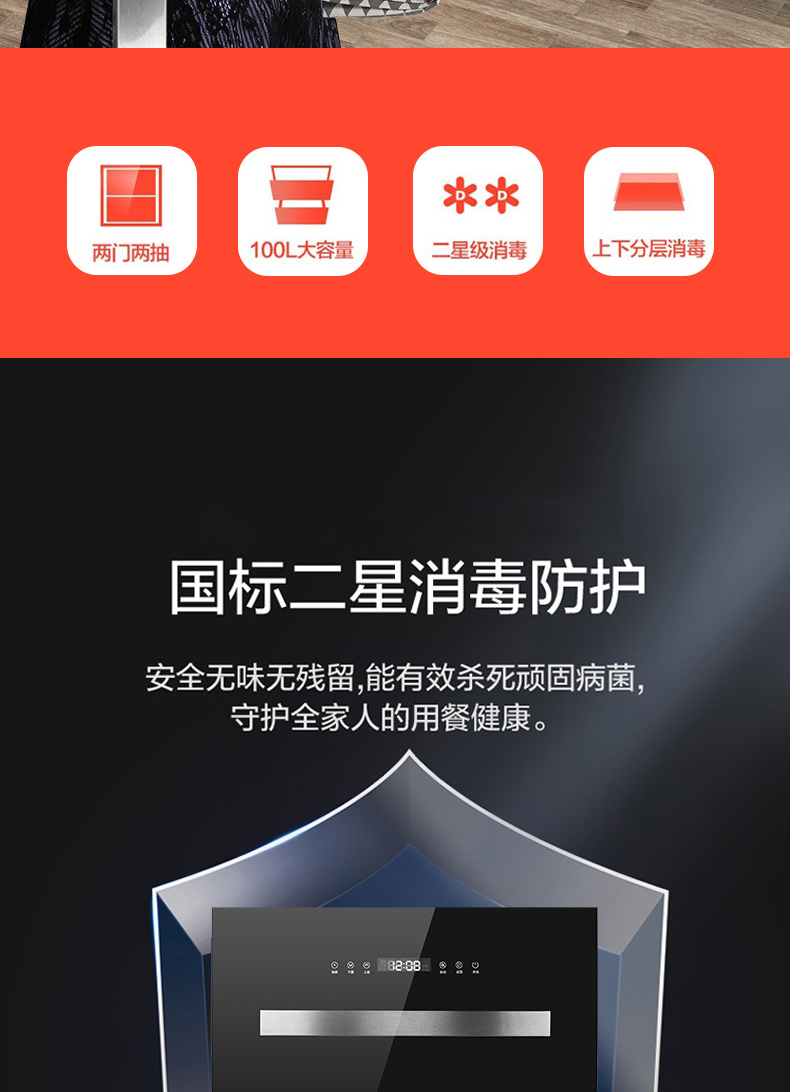 两门两抽
100L大容量
D D
二星级消毒
上下分层消毒
国标二星消毒防护
安全无味无残留,能有效杀死顽固病菌,
守护全家人的用餐健康。
12:08